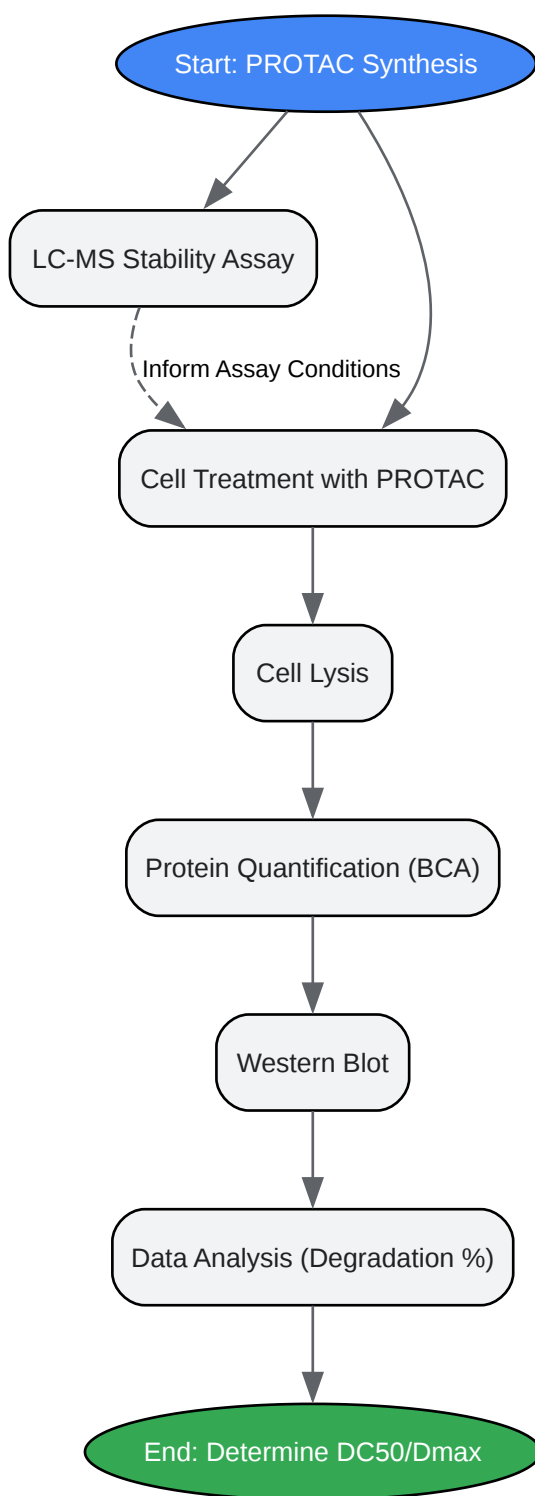 Start: PROTAC Synthesis
LC-MS Stability Assay
Inform Assay Conditions
Cell Treatment with PROTAC
Cell Lysis
Protein Quantification (BCA)
Western Blot
Data Analysis (Degradation %)
End: Determine DC50/Dmax